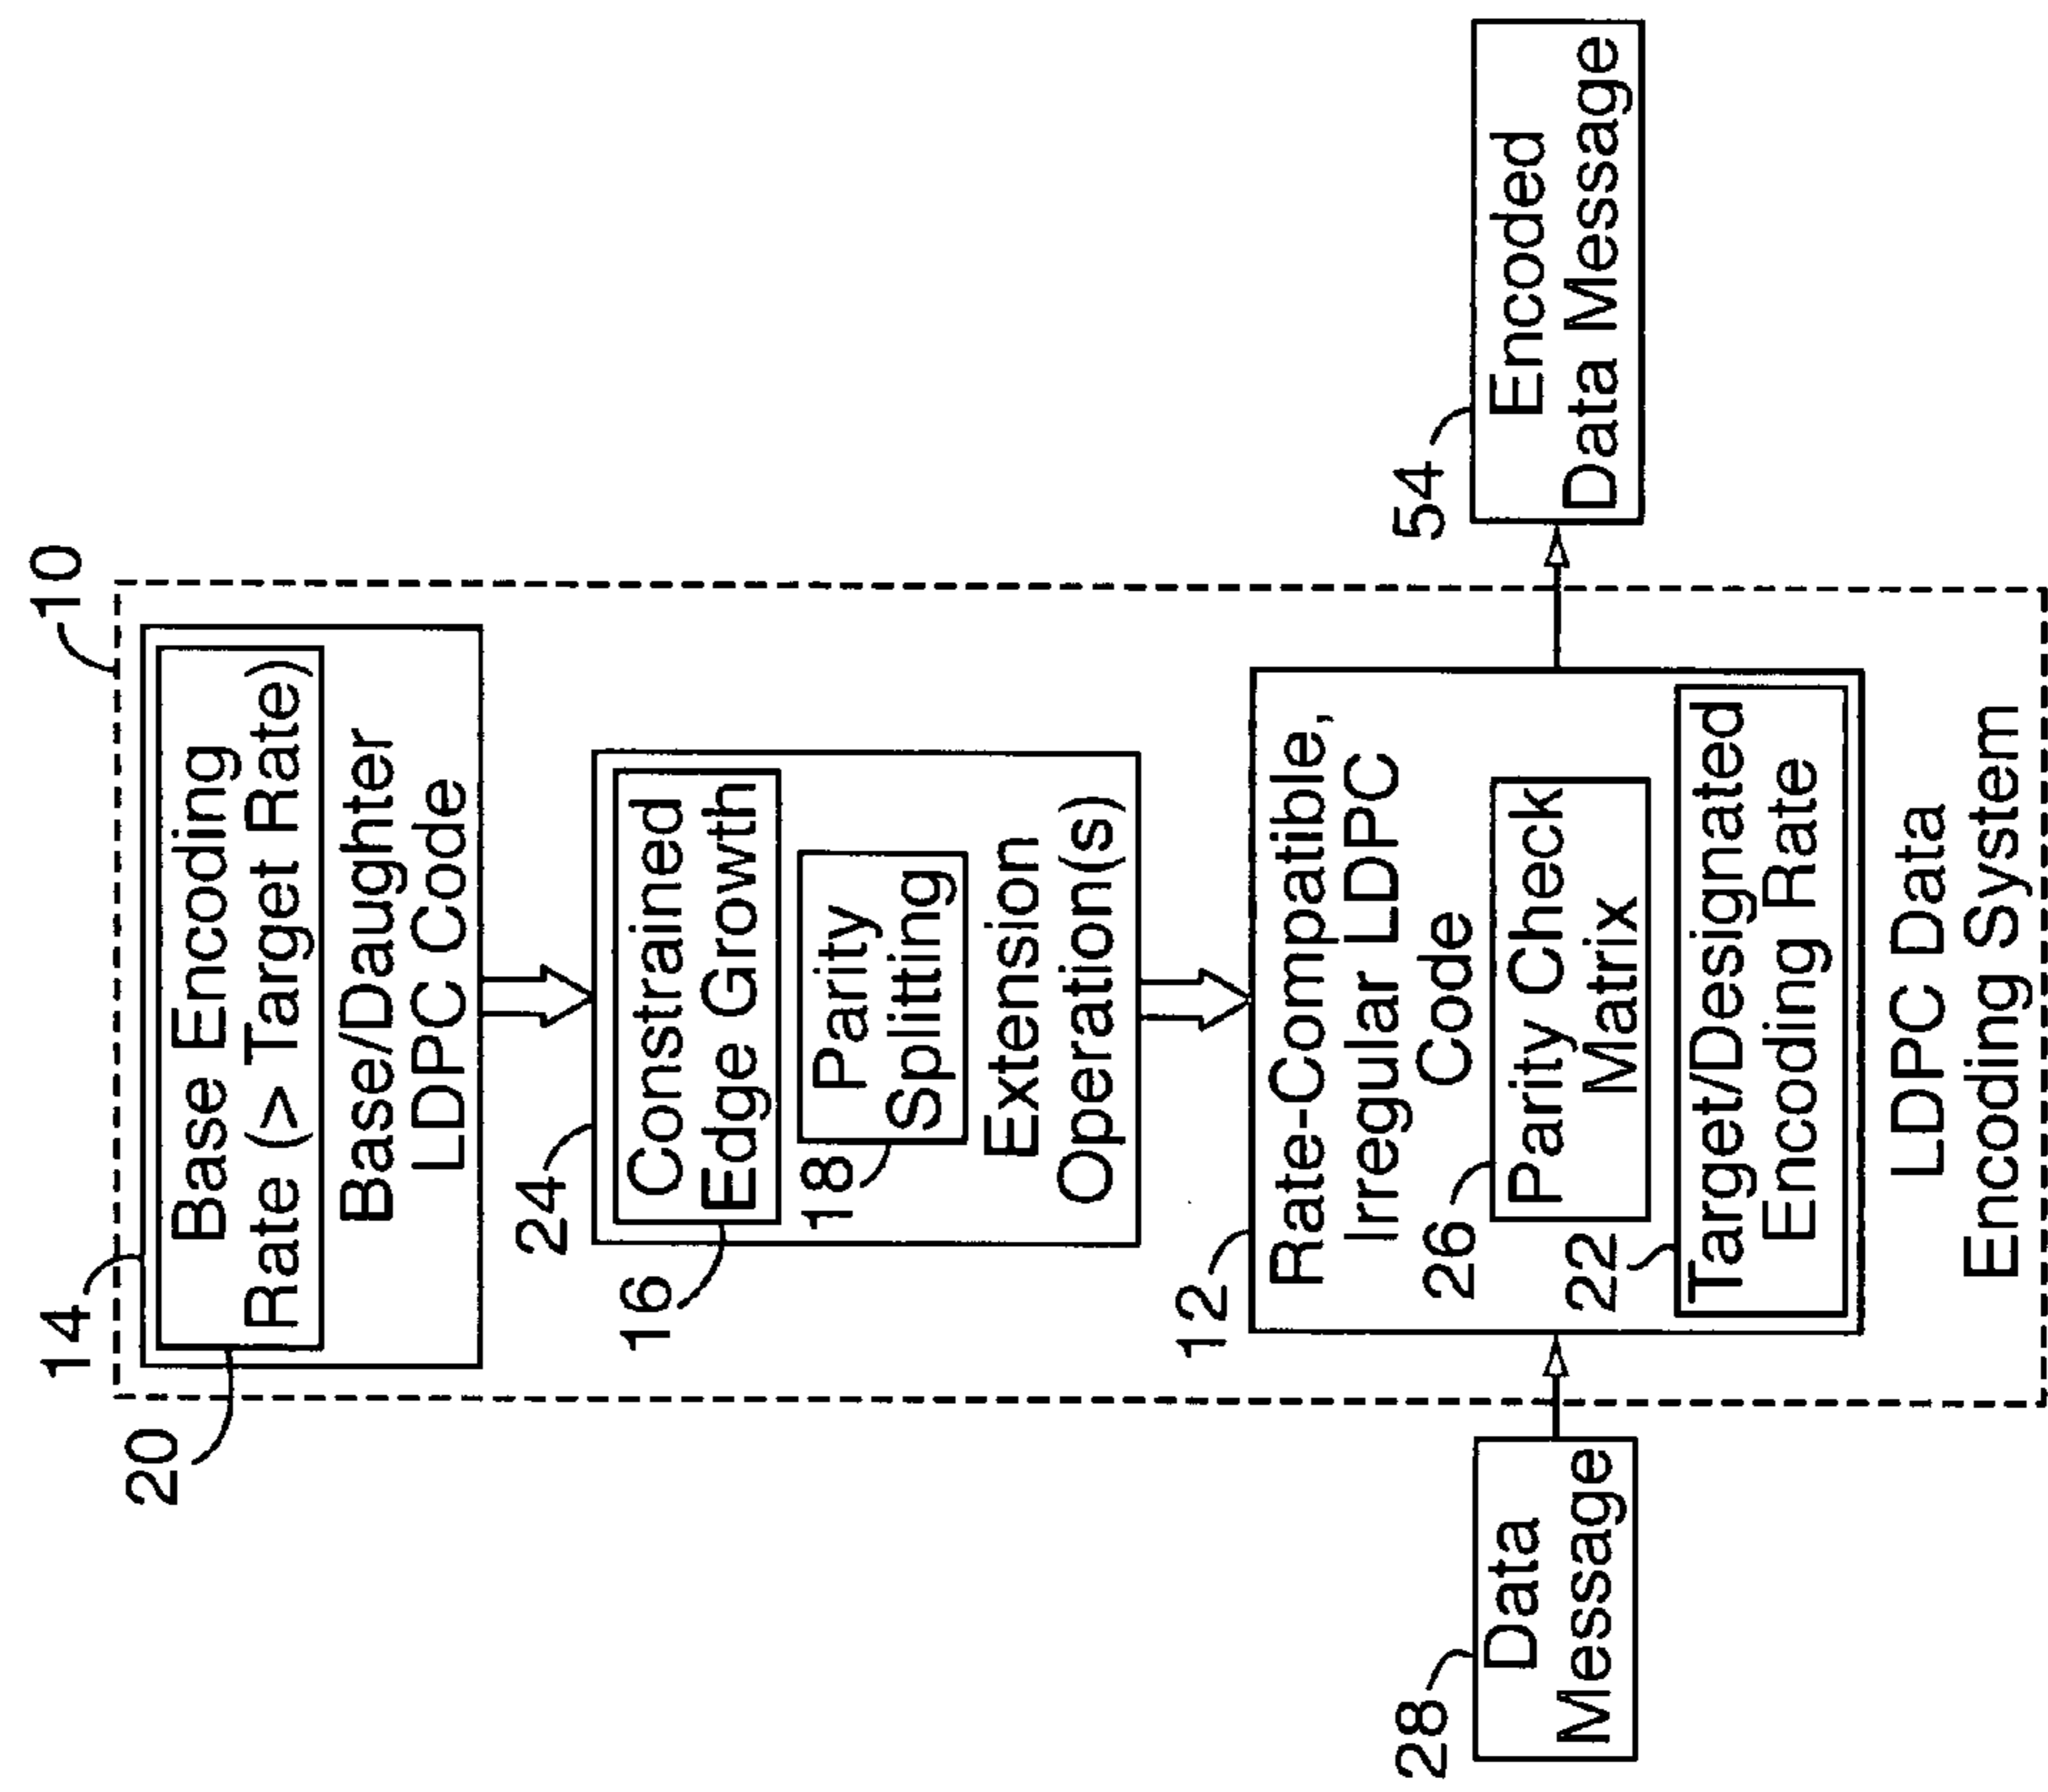 10
14
20
Base Encoding
Rate (> Target Rate)
Base/Daughter
LDPC Code
24
16
Constrained
Edge Growth
18
Parity
Splitting
Extension
Operation(s)
12
Rate-Compatible,
Irregular LDPC
Code
26
Parity Check
Matrix
22
Target/Designated
Encoding Rate
LDPC Data
Encoding System
28
Data
Message
54
Encoded
Data Message